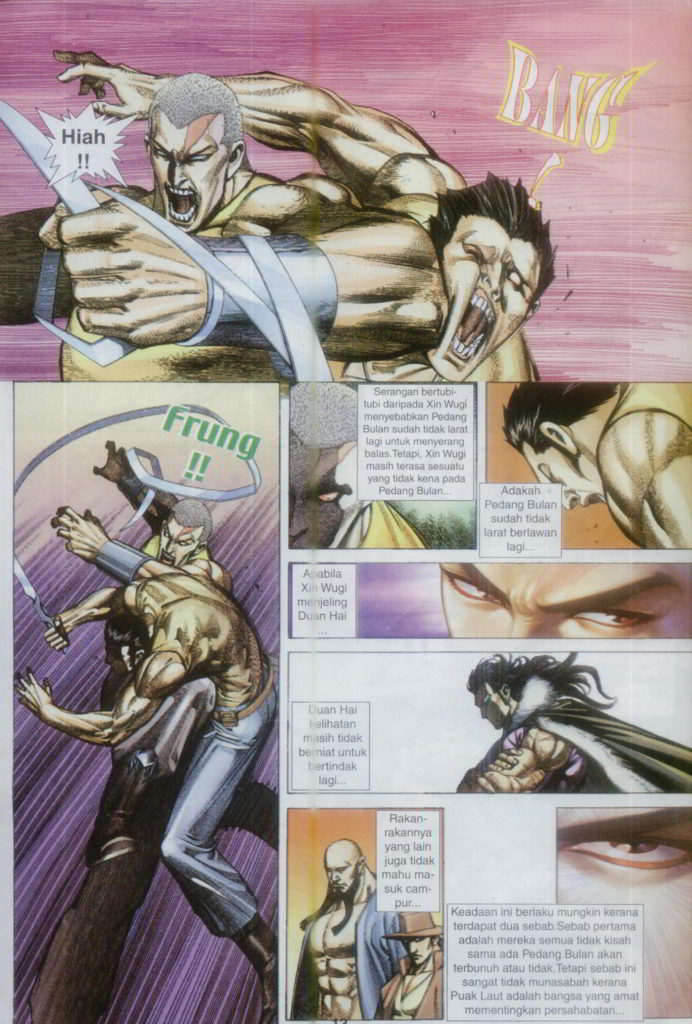 BANG
!
Hiah
!!
Frung
!!
Serangan bertubi-
tubi daripada Xin Wugi
menyebabkan Pedang
Bulan sudah tidak larat
lagi untuk menyerang
balas.Tetapi, Xin Wugi
masih terasa sesuatu
yang tidak kena pada
Pedang Bulan...
Adakah
Pedang Bulan
sudah tidak
larat berlawan
lagi...
Apabila
Xin Wugi
menjeling
Duan Hai
...
Duan Hai
kelihatan
masih tidak
berniat untuk
bertindak
lagi...
Rakan-
rakannya
yang lain
juga tidak
mahu ma-
suk cam-
pur...
Keadaan ini berlaku mungkin kerana
terdapat dua sebab.Sebab pertama
adalah mereka semua tidak kisah
sama ada Pedang Bulan akan
terbunuh atau tidak.Tetapi sebab ini
sangat tidak munasabah kerana
Puak Laut adalah bangsa yang amat
mementingkan persahabatan...